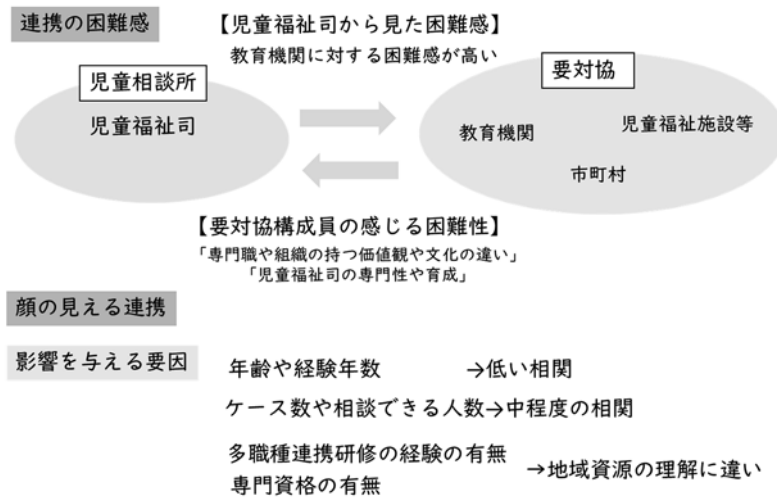 連携の困難感
【児童福祉司から見た困難感】
教育機関に対する困難感が高い
児童相談所
児童福祉司
要対協
教育機関
児童福祉施設等
市町村
【要対協構成員の感じる困難性】
「専門職や組織の持つ価値観や文化の違い」
「児童福祉司の専門性や育成」
顔の見える連携
影響を与える要因
年齢や経験年数 →低い相関
ケース数や相談できる人数→中程度の相関
多職種連携研修の経験の有無
専門資格の有無
→地域資源の理解に違い